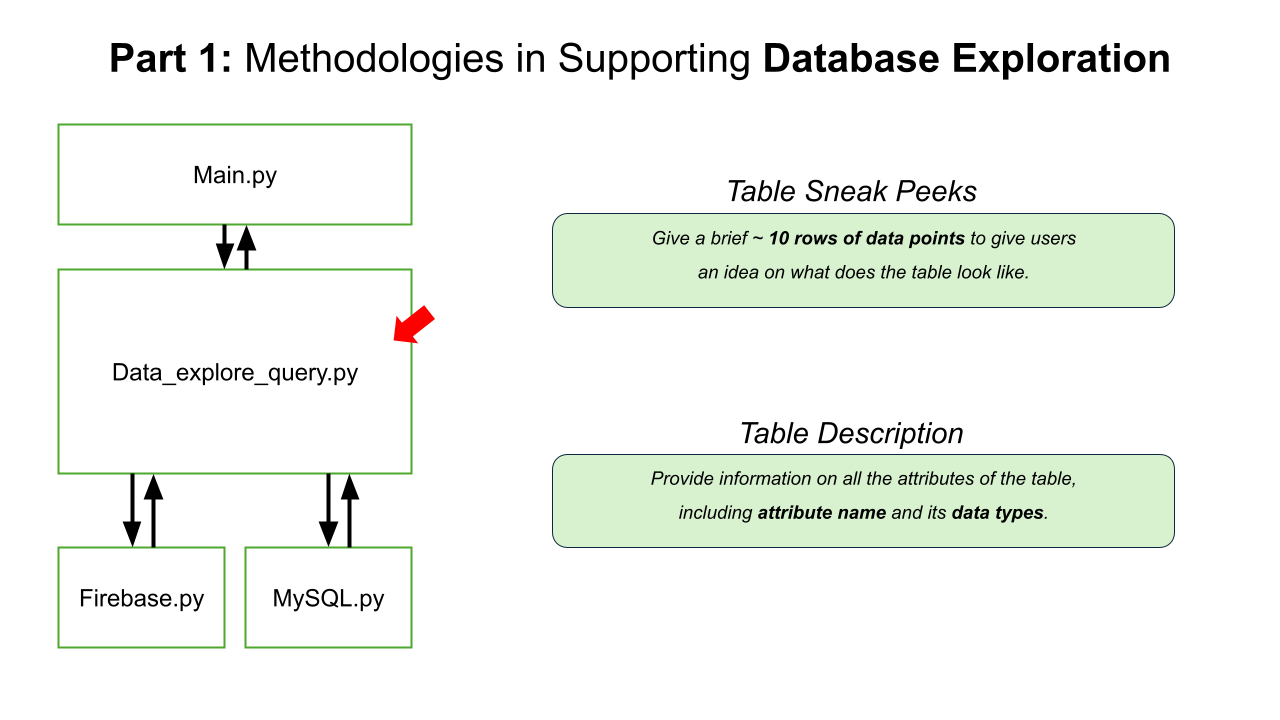 Part 1: Methodologies in Supporting Database Exploration
Main.py
Data_explore_query.py
Firebase.py
MySQL.py
Table Sneak Peeks
Give a brief ~ 10 rows of data points to give users
an idea on what does the table look like.
Table Description
Provide information on all the attributes of the table,
including attribute name and its data types.